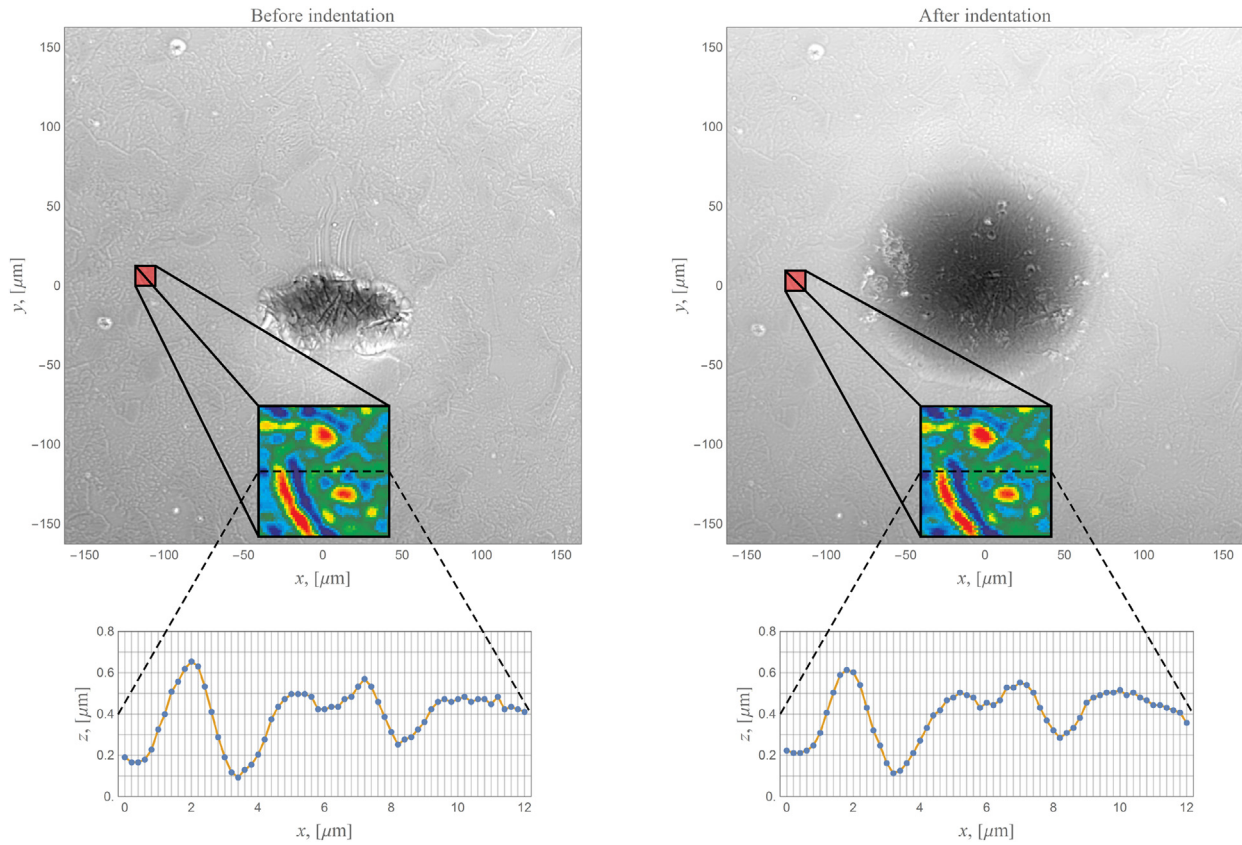 Before indentation
150
100
50
0
−50
−100
−150
y, [μm]
−150 −100 −50 0 50 100 150
x, [μm]
0.8
0.6
0.4
0.2
0.
z, [μm]
0 2 4 6 8 10 12
x, [μm]
After indentation
150
100
50
0
−50
−100
−150
y, [μm]
−150 −100 −50 0 50 100 150
x, [μm]
0.8
0.6
0.4
0.2
0.
z, [μm]
0 2 4 6 8 10 12
x, [μm]